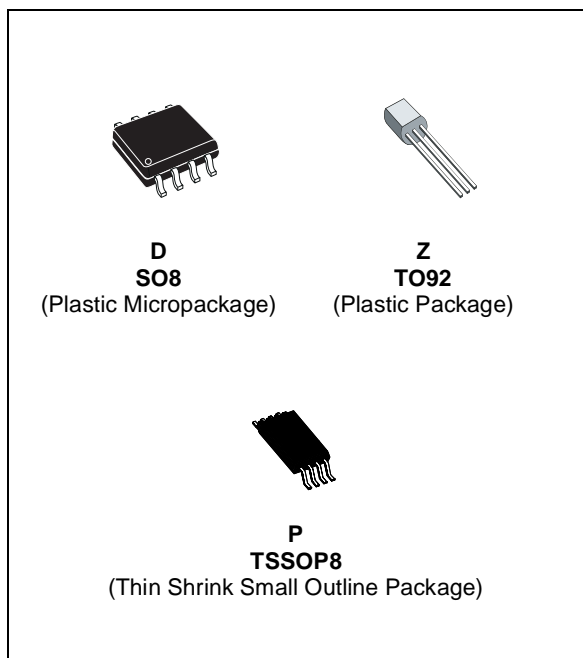 D
SO8
(Plastic Micropackage)
Z
TO92
(Plastic Package)
P
TSSOP8
(Thin Shrink Small Outline Package)